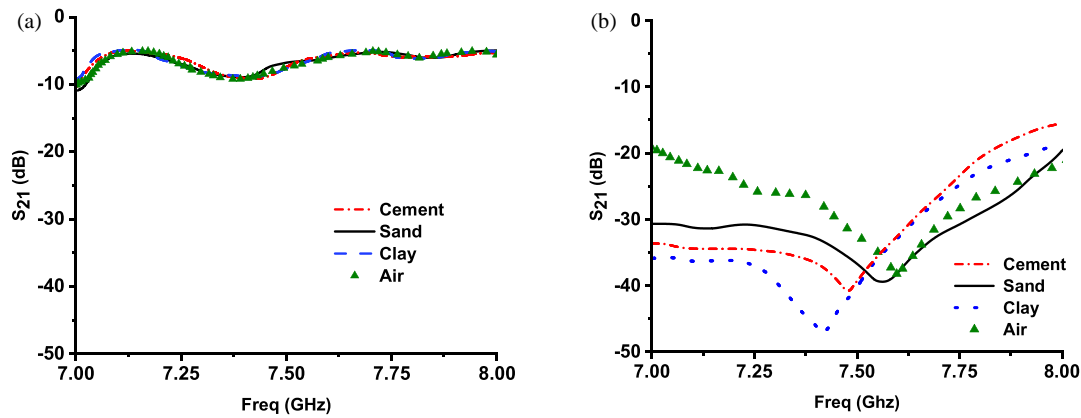 (a)
0
-10
-20
-30
-40
-50
S21 (dB)
7.00 7.25 7.50 7.75 8.00
Freq (GHz)
Cement
Sand
Clay
Air
(b)
0
-10
-20
-30
-40
-50
S21 (dB)
7.00 7.25 7.50 7.75 8.00
Freq (Ghz)
Cement
Sand
Clay
Air